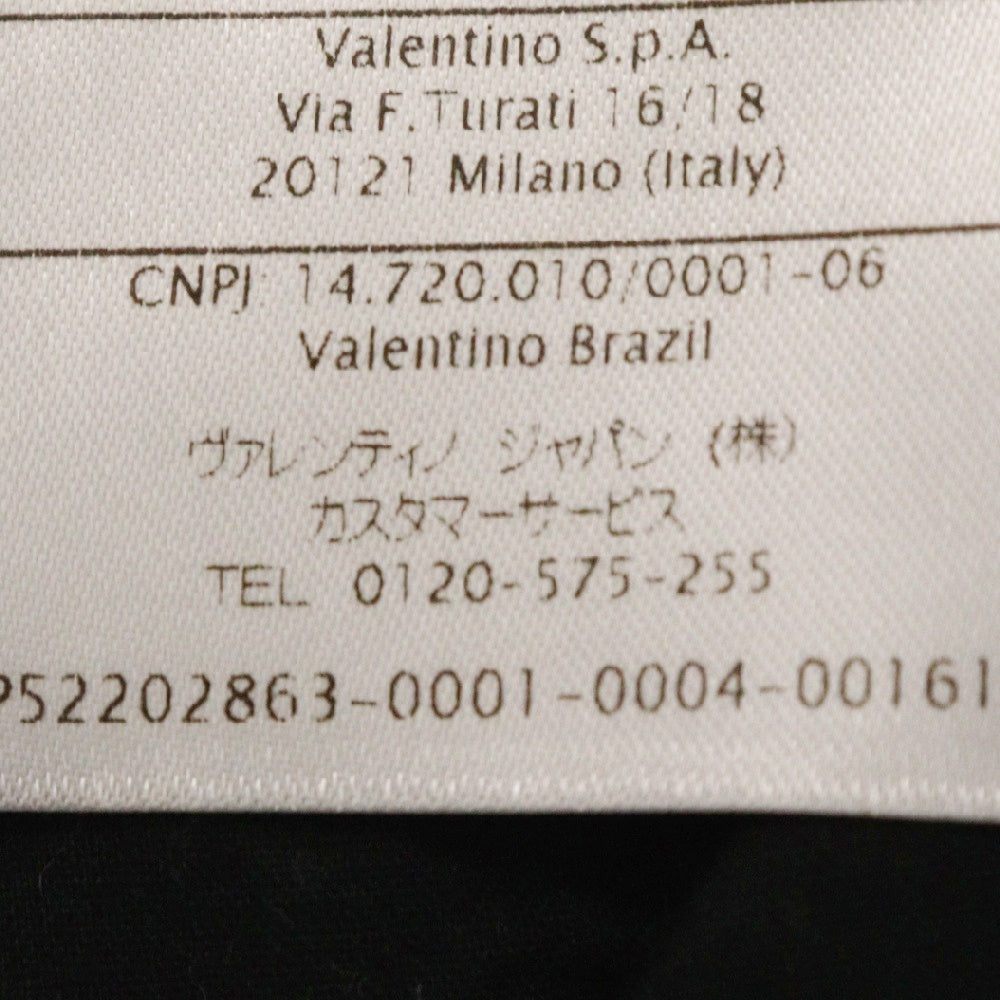 Valentino S.p.A.
Via F.Turati 16/18
20121 Milano (Italy)
CNPJ: 14.720.010/0001-06
Valentino Brazil
ヴァレンティノ ジャパン (株)
カスタマーサービス
TEL. 0120-575-255
P52202863-0001-0004-00161